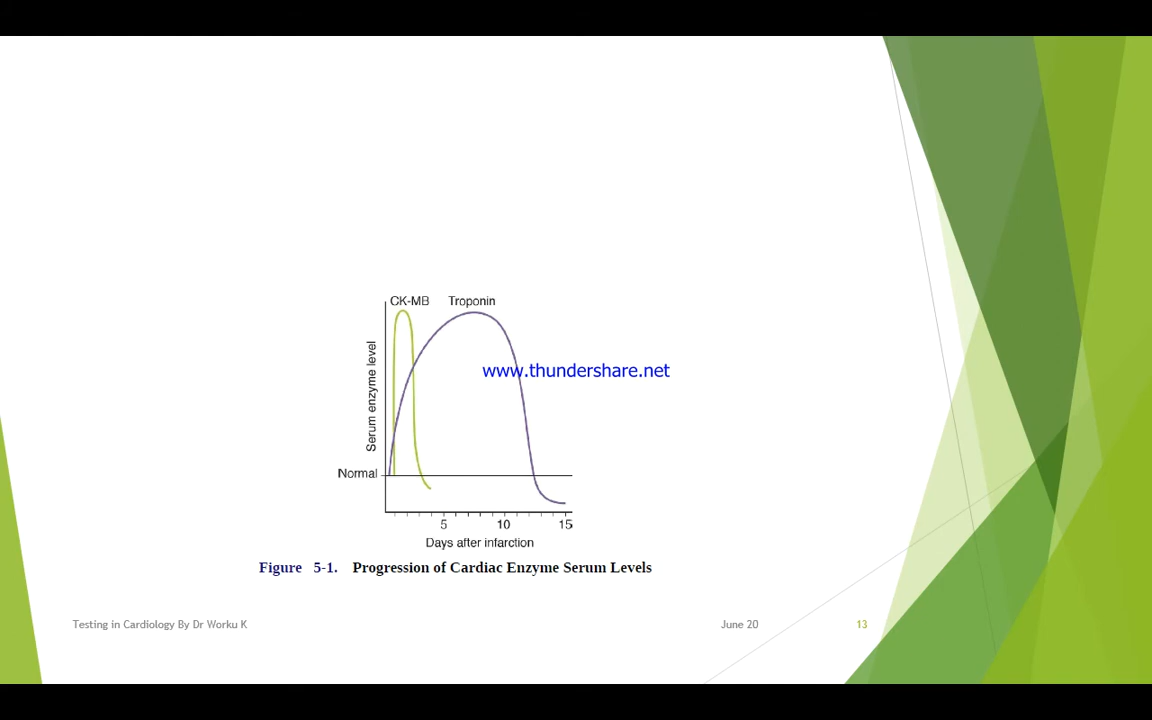 CK-MB Troponin
Serum enzyme level
www.thundershare.net
Normal
5 10 15
Days after infarction
Figure 5-1. Progression of Cardiac Enzyme Serum Levels
Testing in Cardiology By Dr Worku K June 20 13